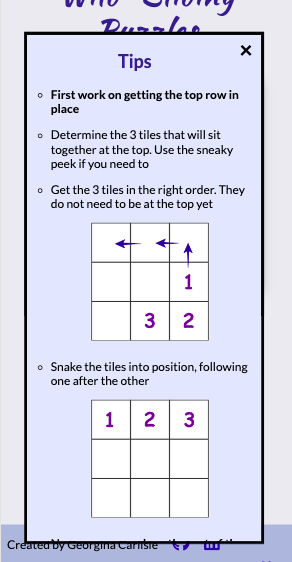 Puzzles
×
Tips
First work on getting the top row in
place
Determine the 3 tiles that will sit
together at the top. Use the sneaky
peek if you need to
Get the 3 tiles in the right order. They
do not need to be at the top yet
1
3 2
Snake the tiles into position, following
one after the other
1 2 3
Created by Georgina Carlisle